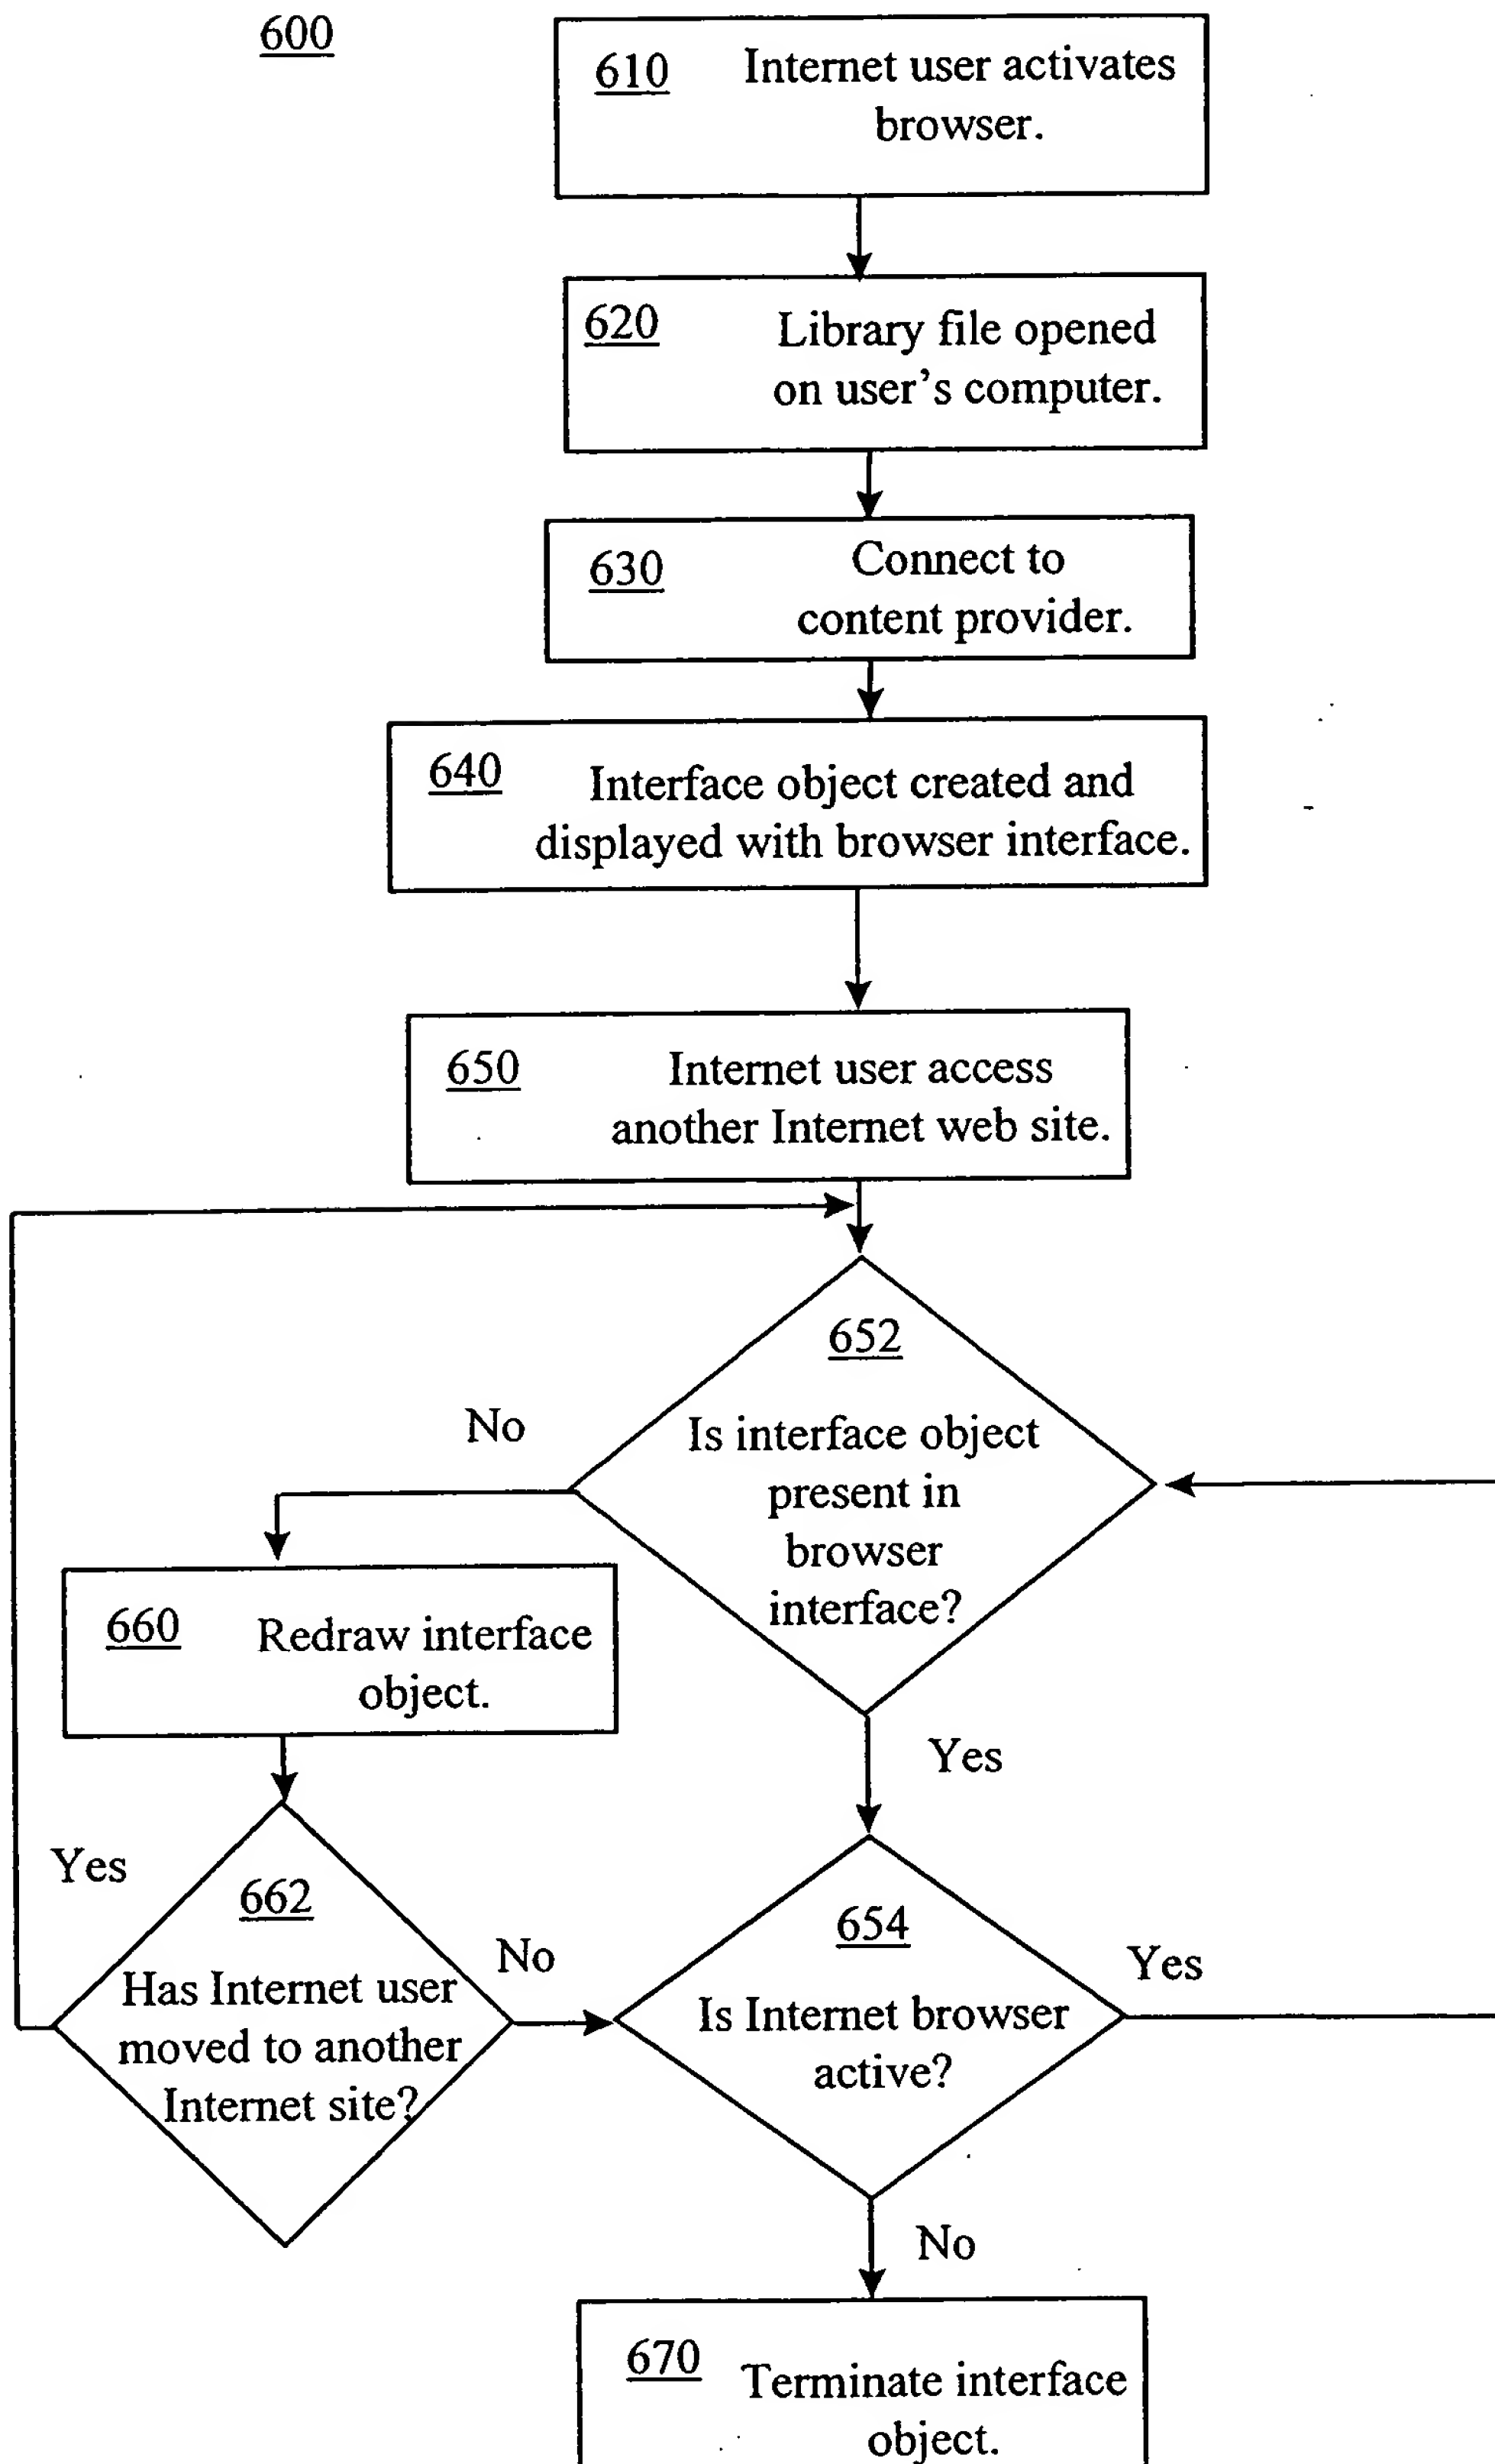 600
610 Internet user activates
browser.
620 Library file opened
on user's computer.
630 Connect to
content provider.
640 Interface object created and
displayed with browser interface.
650 Internet user access
another Internet web site.
652
Is interface object
present in
browser
interface?
No
Yes
660 Redraw interface
object.
662
Has Internet user
moved to another
Internet site?
Yes
No
654
Is Internet browser
active?
Yes
No
670 Terminate interface
object.